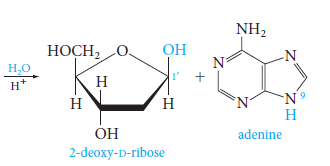 NH₂
HOCH₂ O OH N N
H₂O
H⁺
1′ +
H
H H N N 9
H
OH adenine
2-deoxy-D-ribose